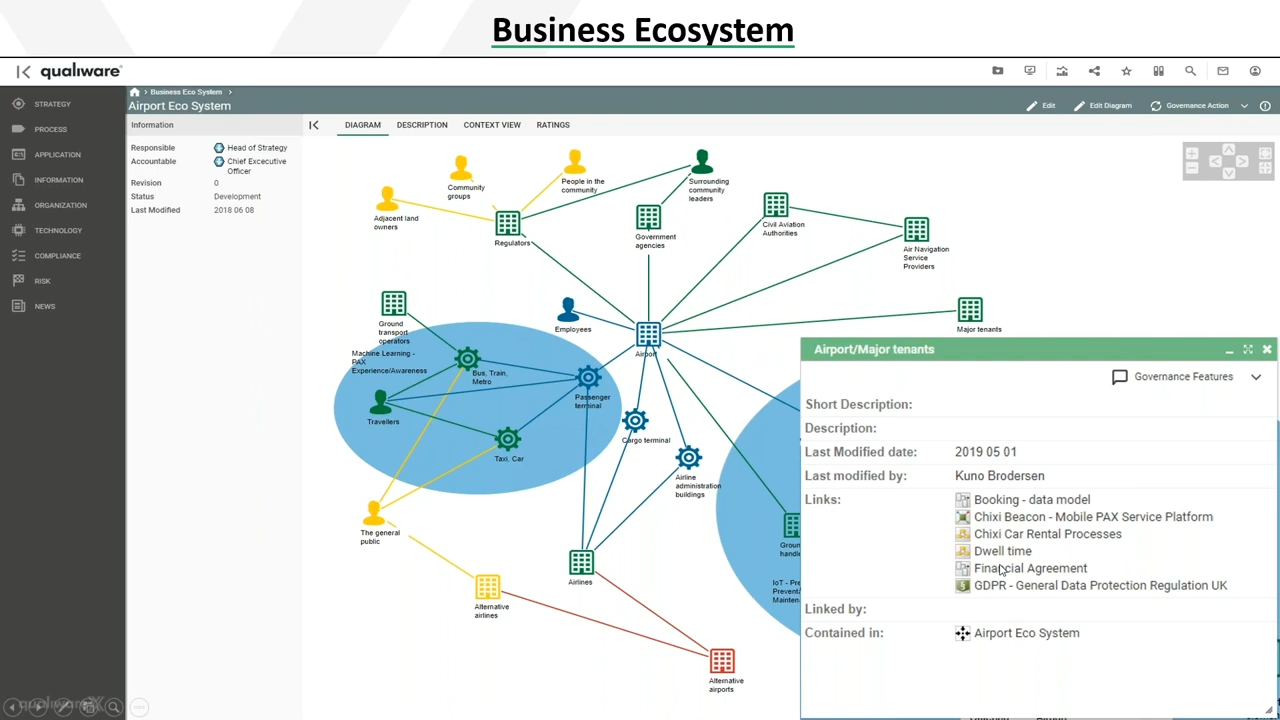 Business Ecosystem
qualiware
STRATEGY
PROCESS
APPLICATION
INFORMATION
ORGANIZATION
TECHNOLOGY
COMPLIANCE
RISK
NEWS
Business Eco System
Airport Eco System
Edit
Edit Diagram
Governance Action
Information
Responsible
Head of Strategy
Accountable
Chief Excecutive
Officer
Revision
0
Status
Development
Last Modified
2018 06 08
DIAGRAM
DESCRIPTION
CONTEXT VIEW
RATINGS
Community
groups
People in the
community
Surrounding
community
leaders
Adjacent land
owners
Regulators
Government
agencies
Civil Aviation
Authorities
Air Navigation
Service
Providers
Ground
transport
operators
Employees
Airport
Major tenants
Machine Learning -
PAX
Experience/Awareness
Bus, Train,
Metro
Passenger
terminal
Travellers
Taxi, Car
Cargo terminal
Airline
administration
buildings
The general
public
Airlines
Alternative
airlines
Alternative
airports
Airport/Major tenants
Governance Features
Short Description:
Description:
Last Modified date:
2019 05 01
Last modified by:
Kuno Brodersen
Links:
Booking - data model
Chixi Beacon - Mobile PAX Service Platform
Chixi Car Rental Processes
Dwell time
Financial Agreement
GDPR - General Data Protection Regulation UK
Linked by:
Contained in:
Airport Eco System
qualiware